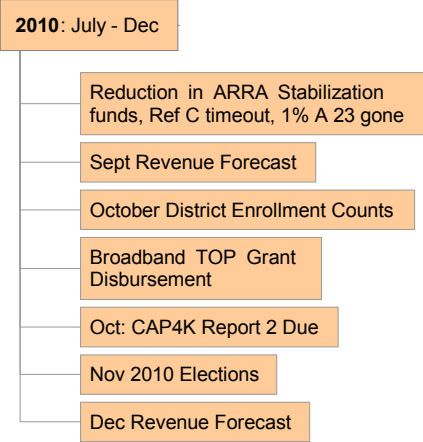 2010: July - Dec
Reduction in ARRA Stabilization
funds, Ref C timeout, 1% A 23 gone
Sept Revenue Forecast
October District Enrollment Counts
Broadband TOP Grant
Disbursement
Oct: CAP4K Report 2 Due
Nov 2010 Elections
Dec Revenue Forecast